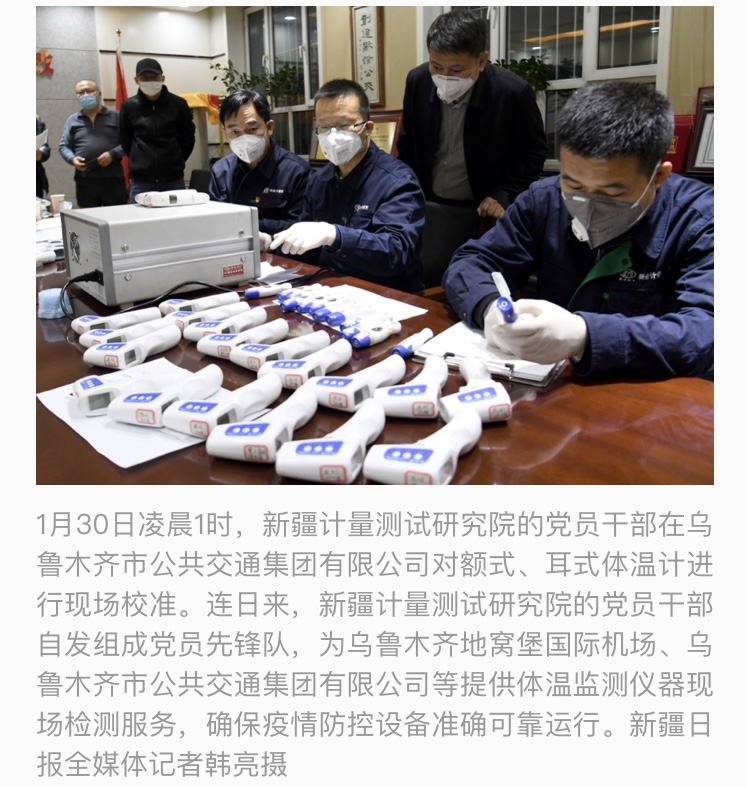 1月30日凌晨1时，新疆计量测试研究院的党员干部在乌
鲁木齐市公共交通集团有限公司对额式、耳式体温计进
行现场校准。连日来，新疆计量测试研究院的党员干部
自发组成党员先锋队，为乌鲁木齐地窝堡国际机场、乌
鲁木齐市公共交通集团有限公司等提供体温监测仪器现
场检测服务，确保疫情防控设备准确可靠运行。新疆日
报全媒体记者韩亮摄